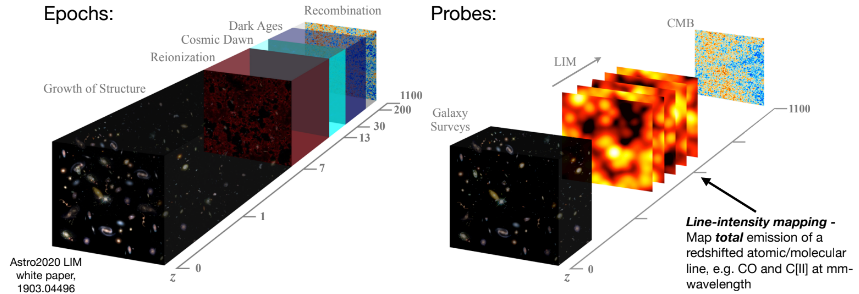 Epochs:
Recombination
Dark Ages
Cosmic Dawn
Reionization
Growth of Structure
1100
200
30
13
7
1
0
z
Astro2020 LIM
white paper,
1903.04496
Probes:
CMB
LIM
Galaxy
Surveys
1100
Line-intensity mapping -
Map total emission of a
redshifted atomic/molecular
line, e.g. CO and C[II] at mm-
wavelength
z
0